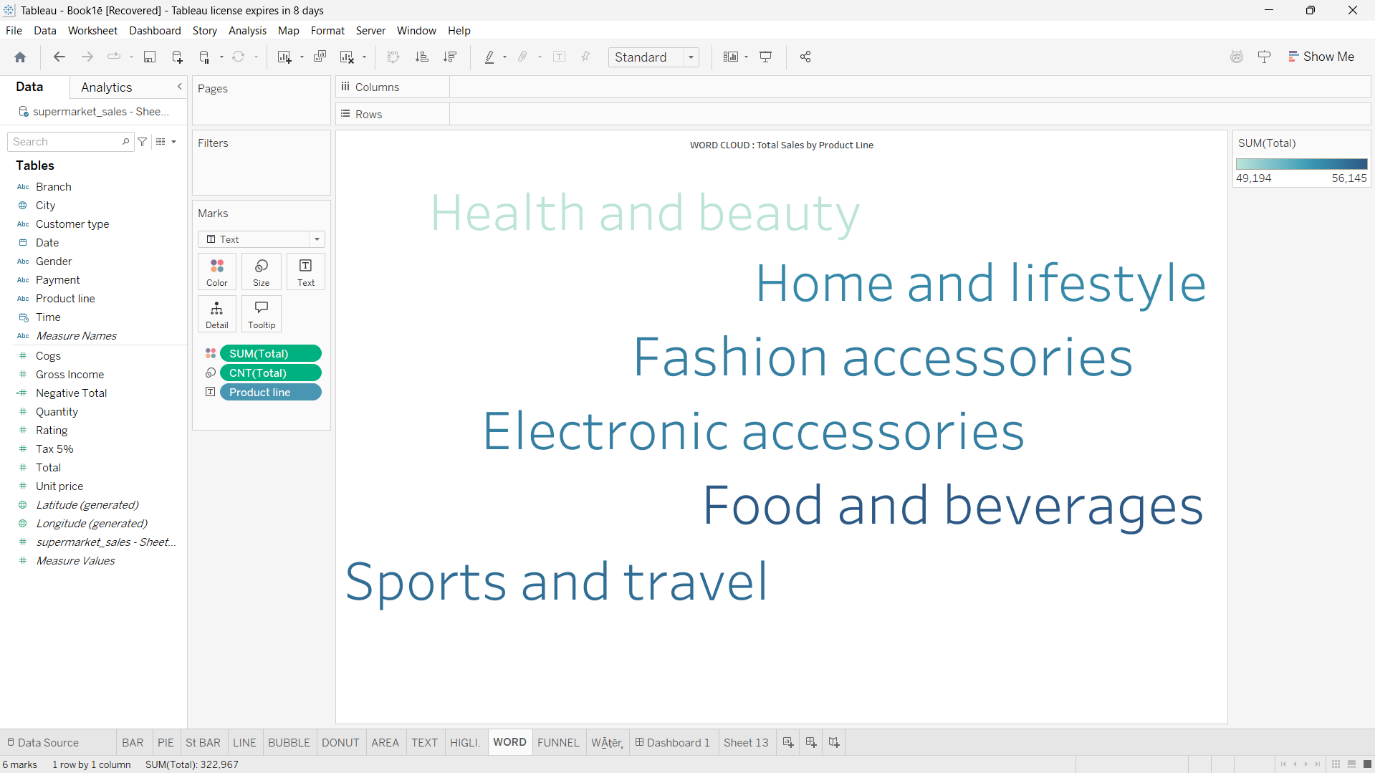 Tableau - Book1ē [Recovered] - Tableau license expires in 8 days
File Data Worksheet Dashboard Story Analysis Map Format Server Window Help
Standard
Show Me
Data Analytics
supermarket_sales - Shee...
Search
Tables
Abc Branch
City
Abc Customer type
Date
Abc Gender
Abc Payment
Abc Product line
Time
Abc Measure Names
Cogs
Gross Income
Negative Total
Quantity
Rating
Tax 5%
Total
Unit price
Latitude (generated)
Longitude (generated)
supermarket_sales - Sheet...
Measure Values
Pages
Filters
Marks
Text
Color Size Text
Detail Tooltip
SUM(Total)
CNT(Total)
Product line
Columns
Rows
WORD CLOUD : Total Sales by Product Line
Health and beauty
Home and lifestyle
Fashion accessories
Electronic accessories
Food and beverages
Sports and travel
SUM(Total)
49,194 56,145
Data Source BAR PIE St BAR LINE BUBBLE DONUT AREA TEXT HIGLI. WORD FUNNEL Dashboard 1 Sheet 13
6 marks 1 row by 1 column SUM(Total): 322,967